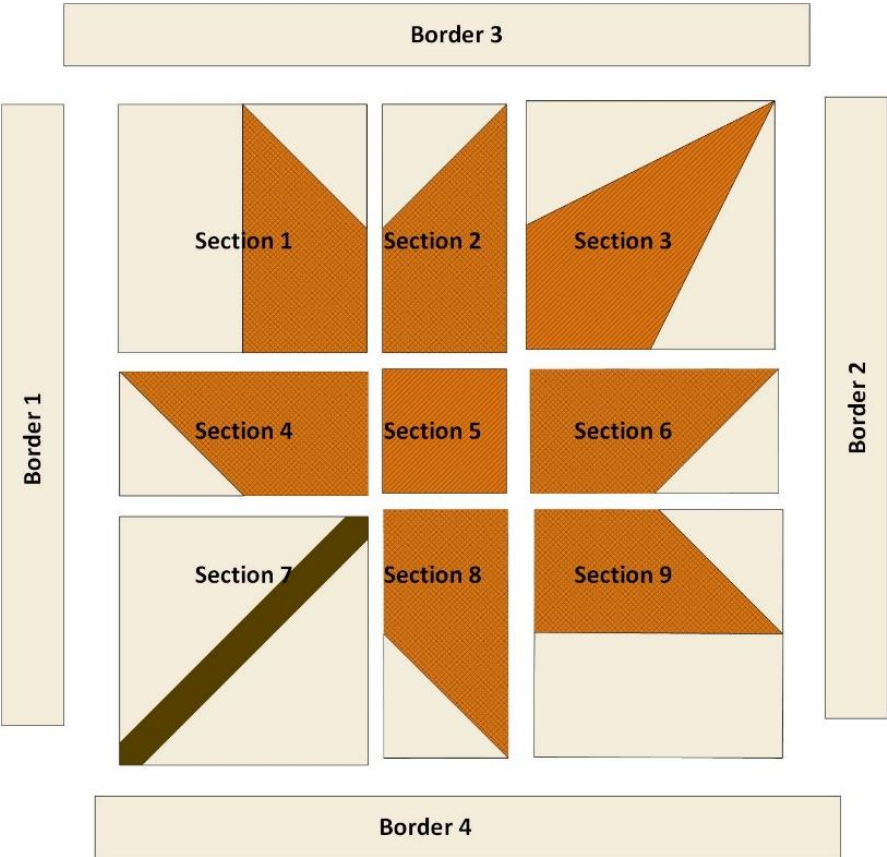 Border 3
Section 1
Section 2
Section 3
Border 1
Section 4
Section 5
Section 6
Border 2
Section 7
Section 8
Section 9
Border 4